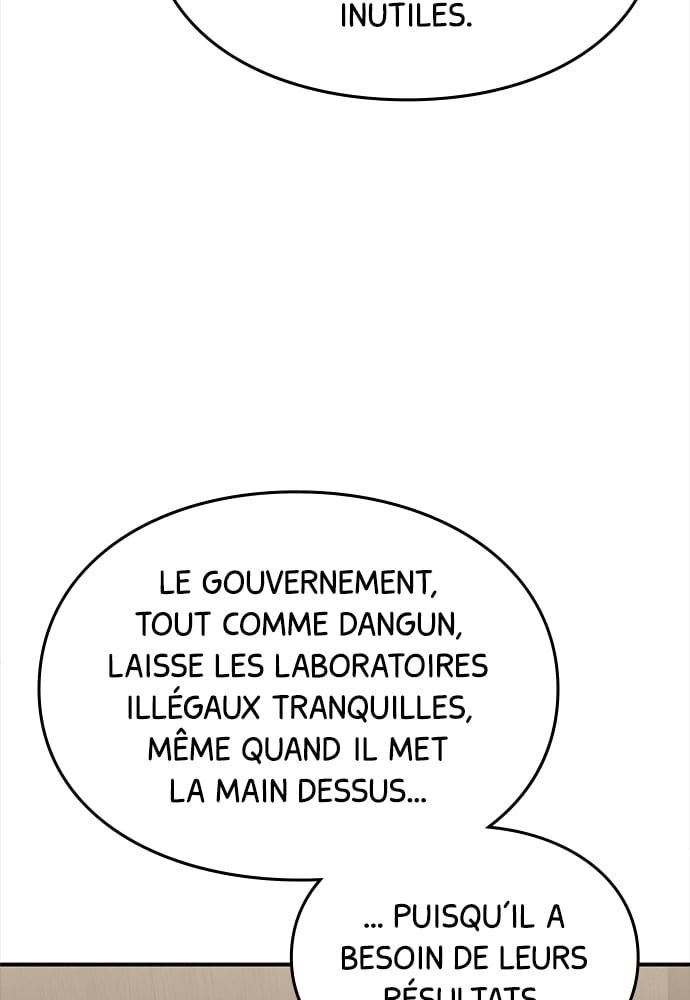 INUTILES.
LE GOUVERNEMENT,
TOUT COMME DANGUN,
LAISSE LES LABORATOIRES
ILLÉGAUX TRANQUILLES,
MÊME QUAND IL MET
LA MAIN DESSUS...
... PUISQU'IL A
BESOIN DE LEURS
RÉSULTATS